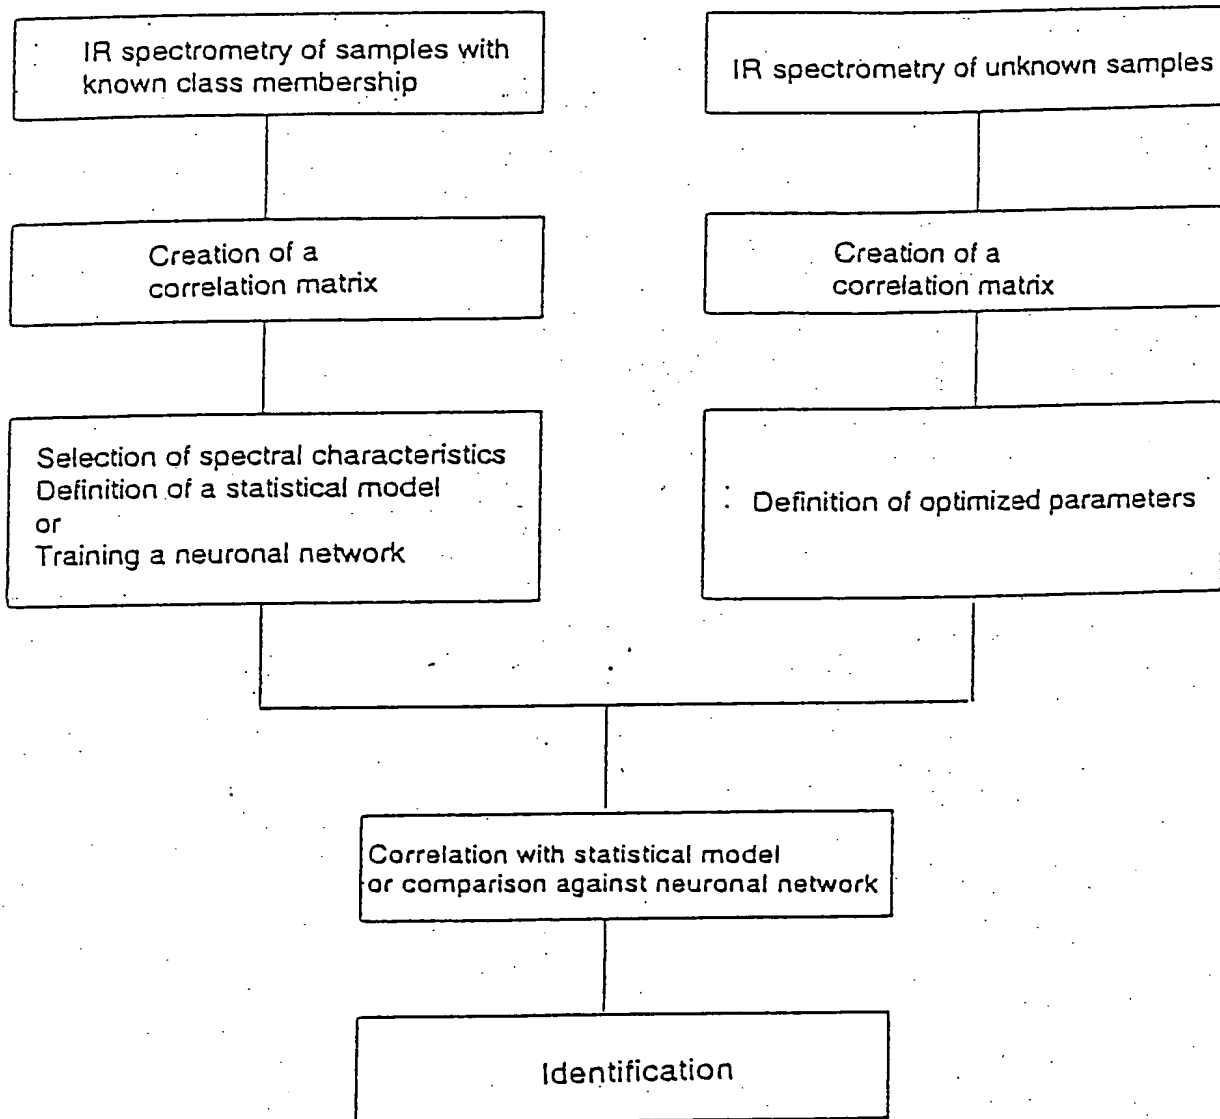 IR spectrometry of samples with
known class membership
IR spectrometry of unknown samples
Creation of a
correlation matrix
Creation of a
correlation matrix
Selection of spectral characteristics
Definition of a statistical model
or
Training a neuronal network
Definition of optimized parameters
Correlation with statistical model
or comparison against neuronal network
Identification